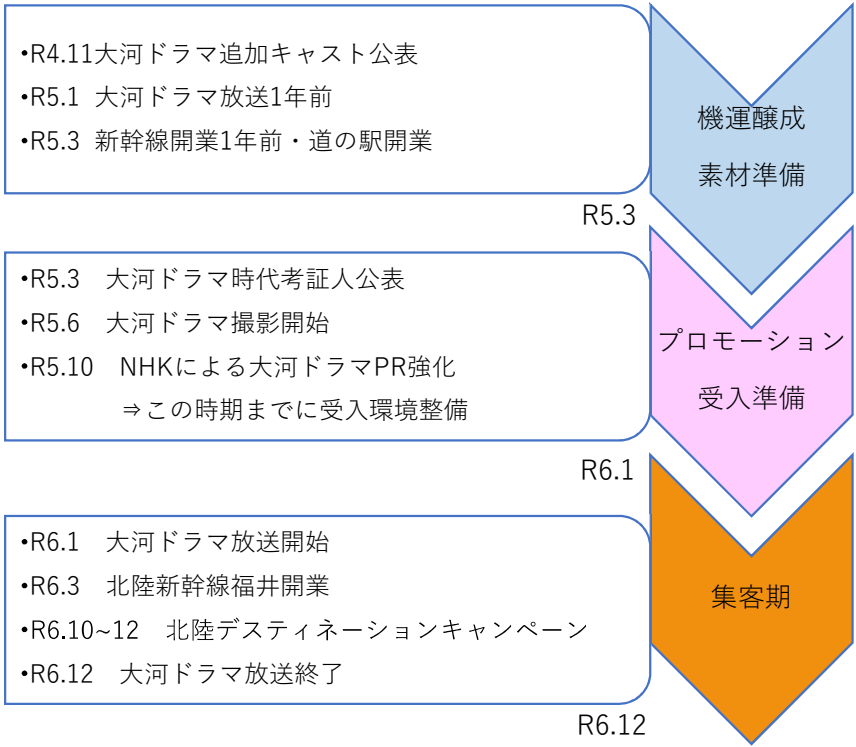 •R4.11大河ドラマ追加キャスト公表
•R5.1 大河ドラマ放送1年前
•R5.3 新幹線開業1年前・道の駅開業
機運醸成
素材準備
R5.3
•R5.3 大河ドラマ時代考証人公表
•R5.6 大河ドラマ撮影開始
•R5.10 NHKによる大河ドラマPR強化
⇒この時期までに受入環境整備
プロモーション
受入準備
R6.1
•R6.1 大河ドラマ放送開始
•R6.3 北陸新幹線福井開業
•R6.10~12 北陸デスティネーションキャンペーン
•R6.12 大河ドラマ放送終了
集客期
R6.12